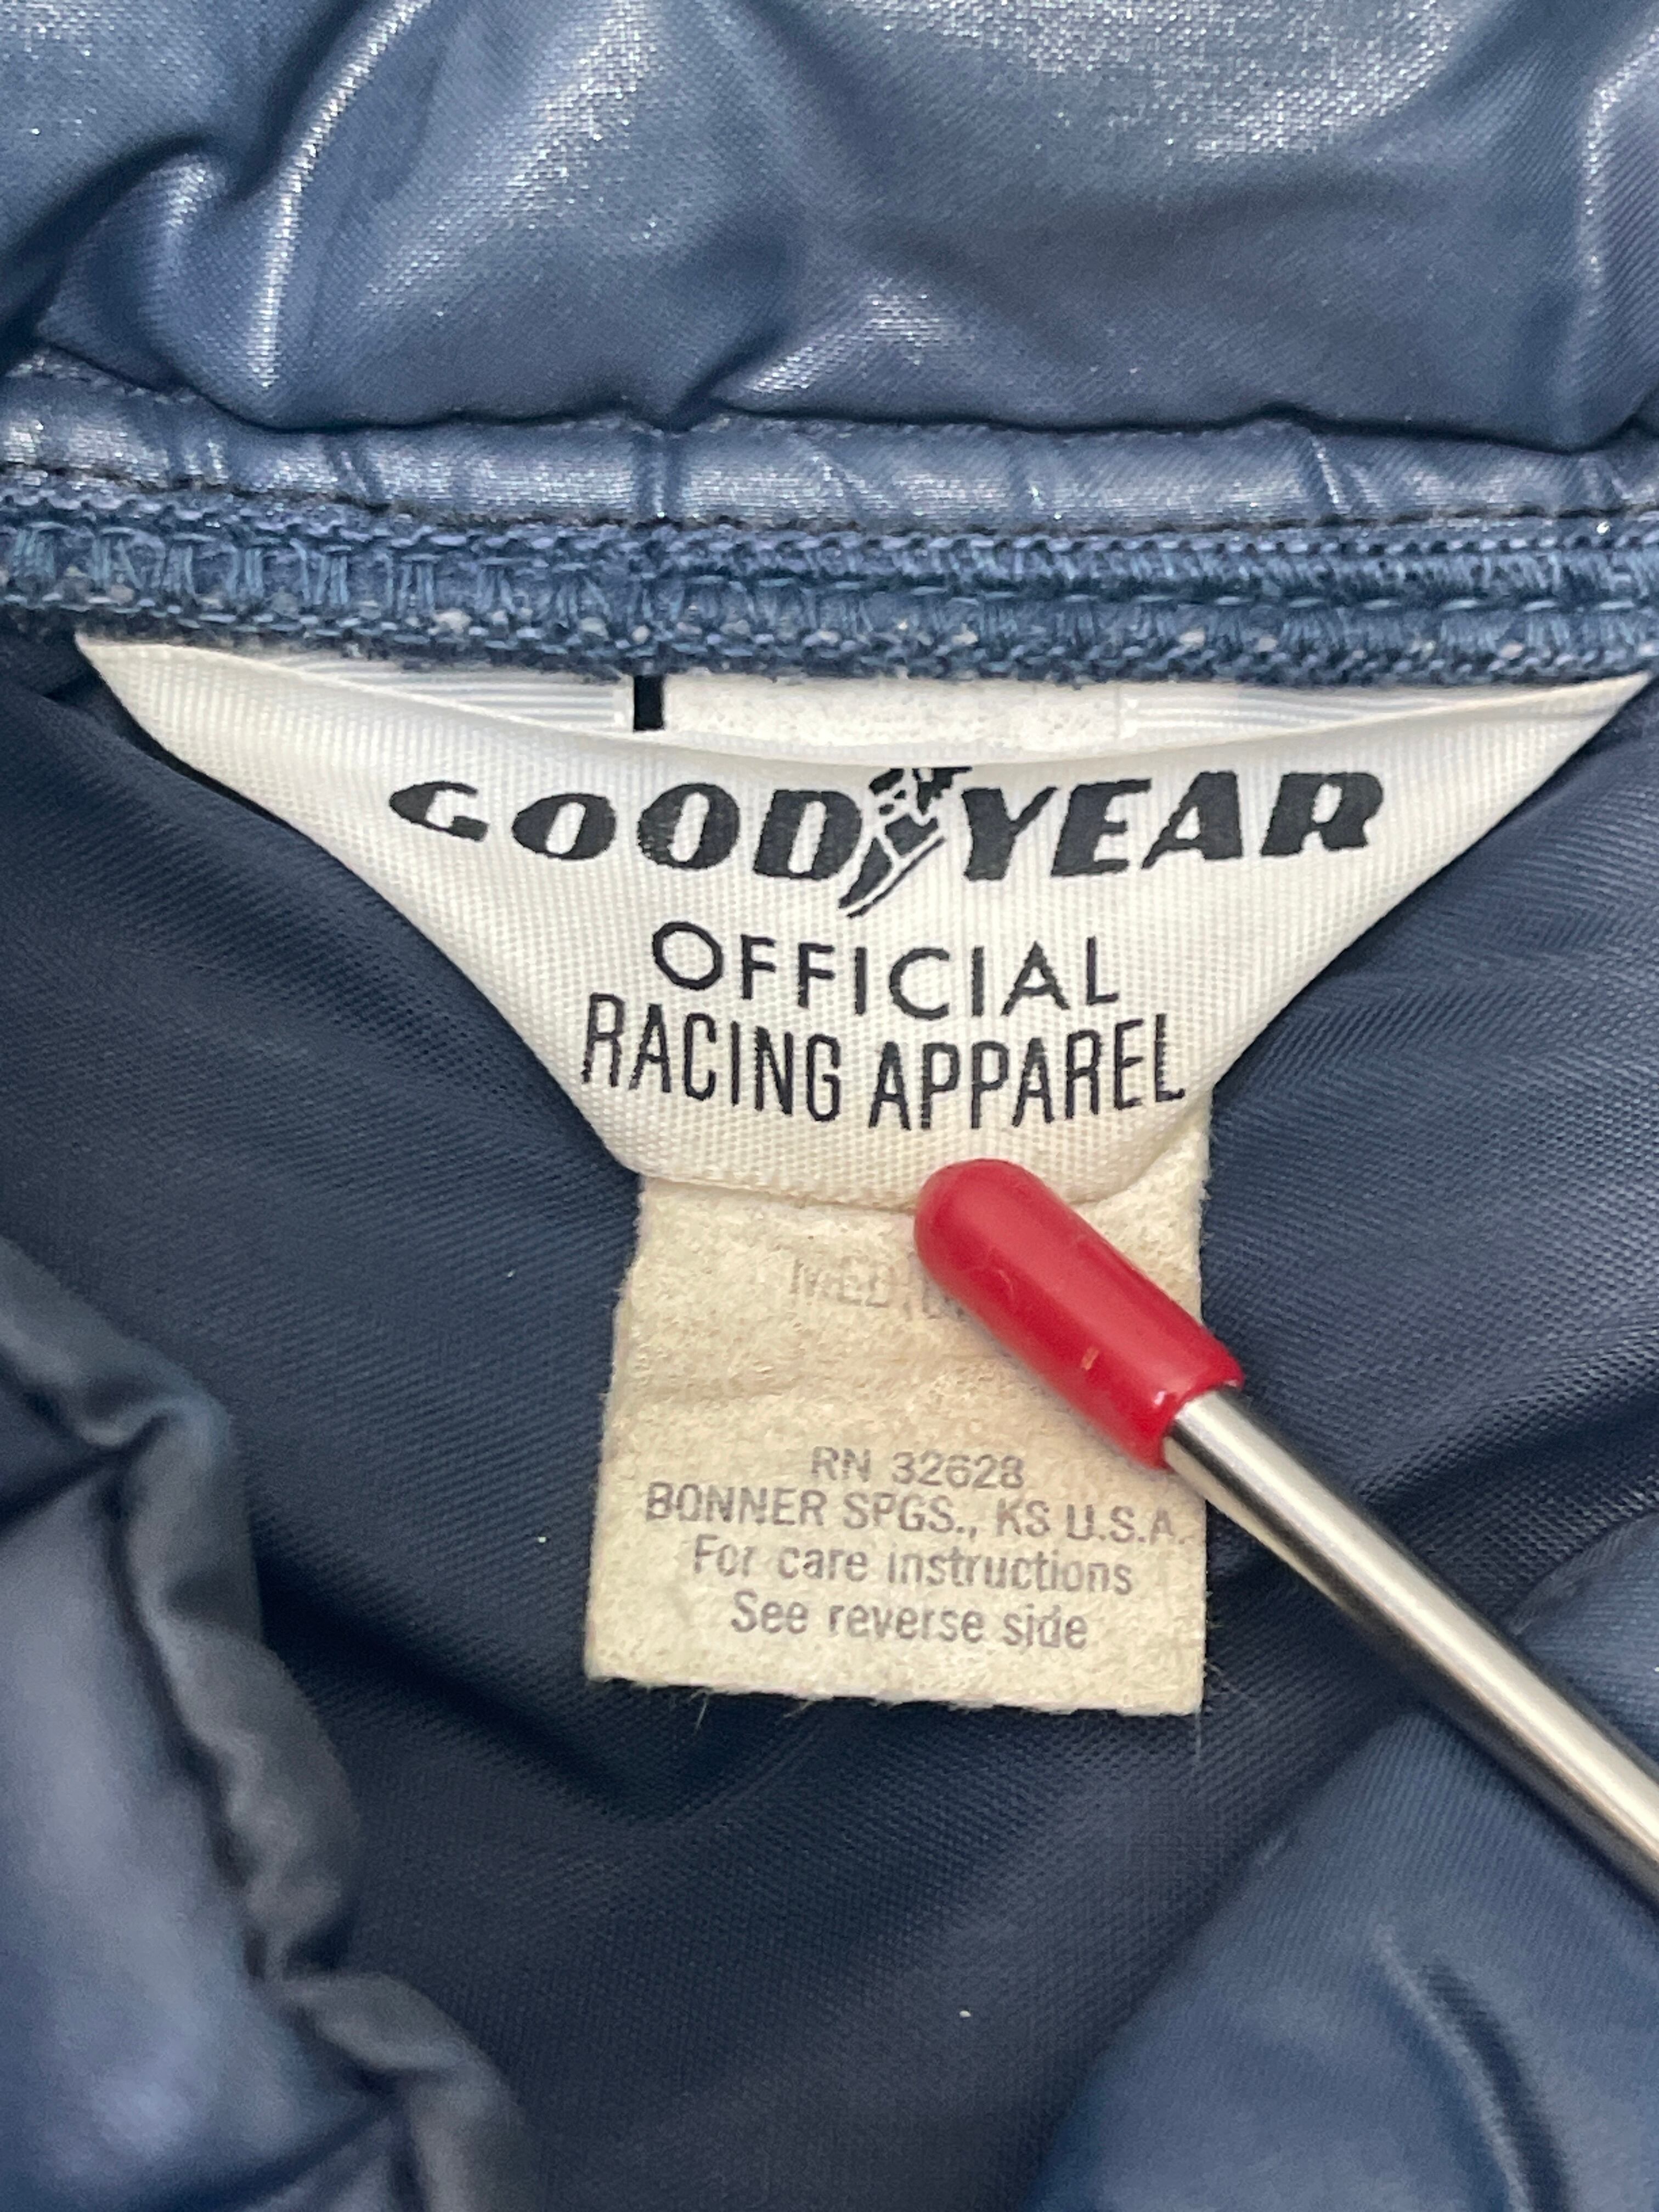 GOODYEAR
OFFICIAL
RACING APPAREL
RN 32628
BONNER SPGS., KS U.S.A.
For care instructions
See reverse side